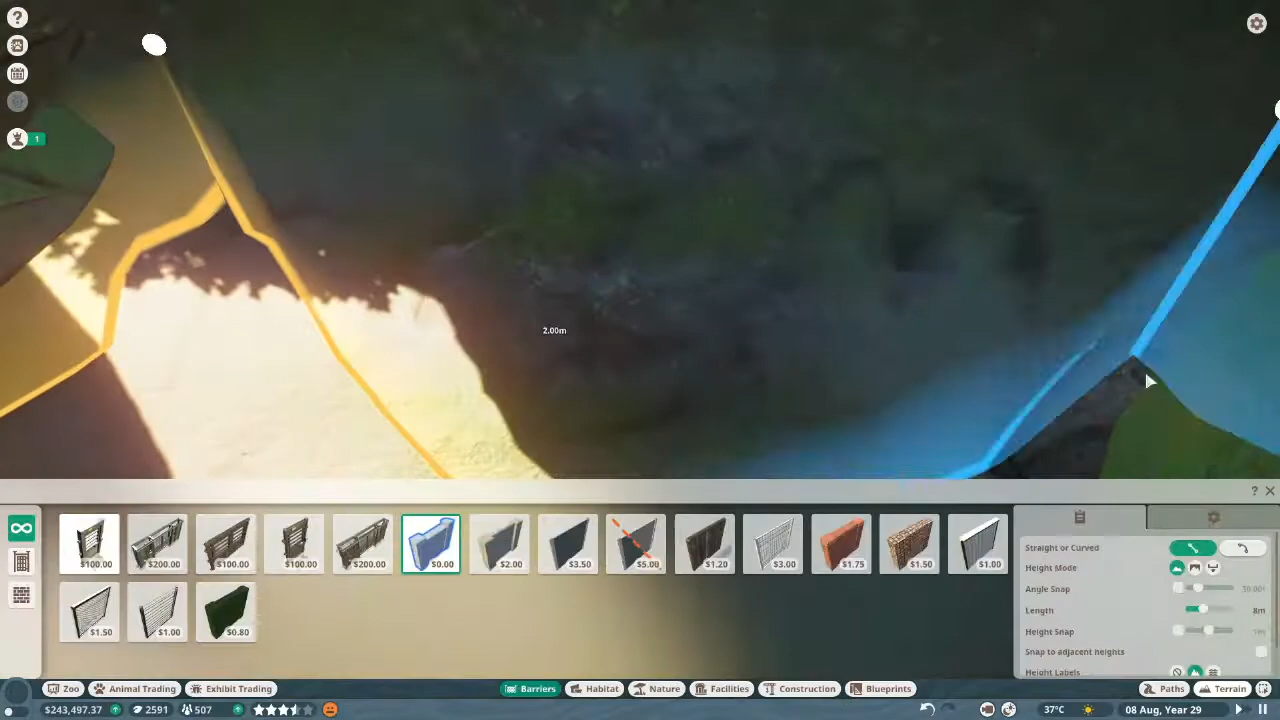 ?
1
2.00m
? ×
$100.00 $200.00 $100.00 $100.00 $200.00 $0.00 $2.00 $3.50 $5.00 $1.20 $3.00 $1.75 $1.50 $1.00
$1.50 $1.00 $0.80
Straight or Curved
Height Mode
Angle Snap
Length 8m
Height Snap 1m
Snap to adjacent heights
Height Labels
Zoo Animal Trading Exhibit Trading Barriers Habitat Nature Facilities Construction Blueprints Paths Terrain
$243,497.37 2591 507 37°C 08 Aug, Year 29